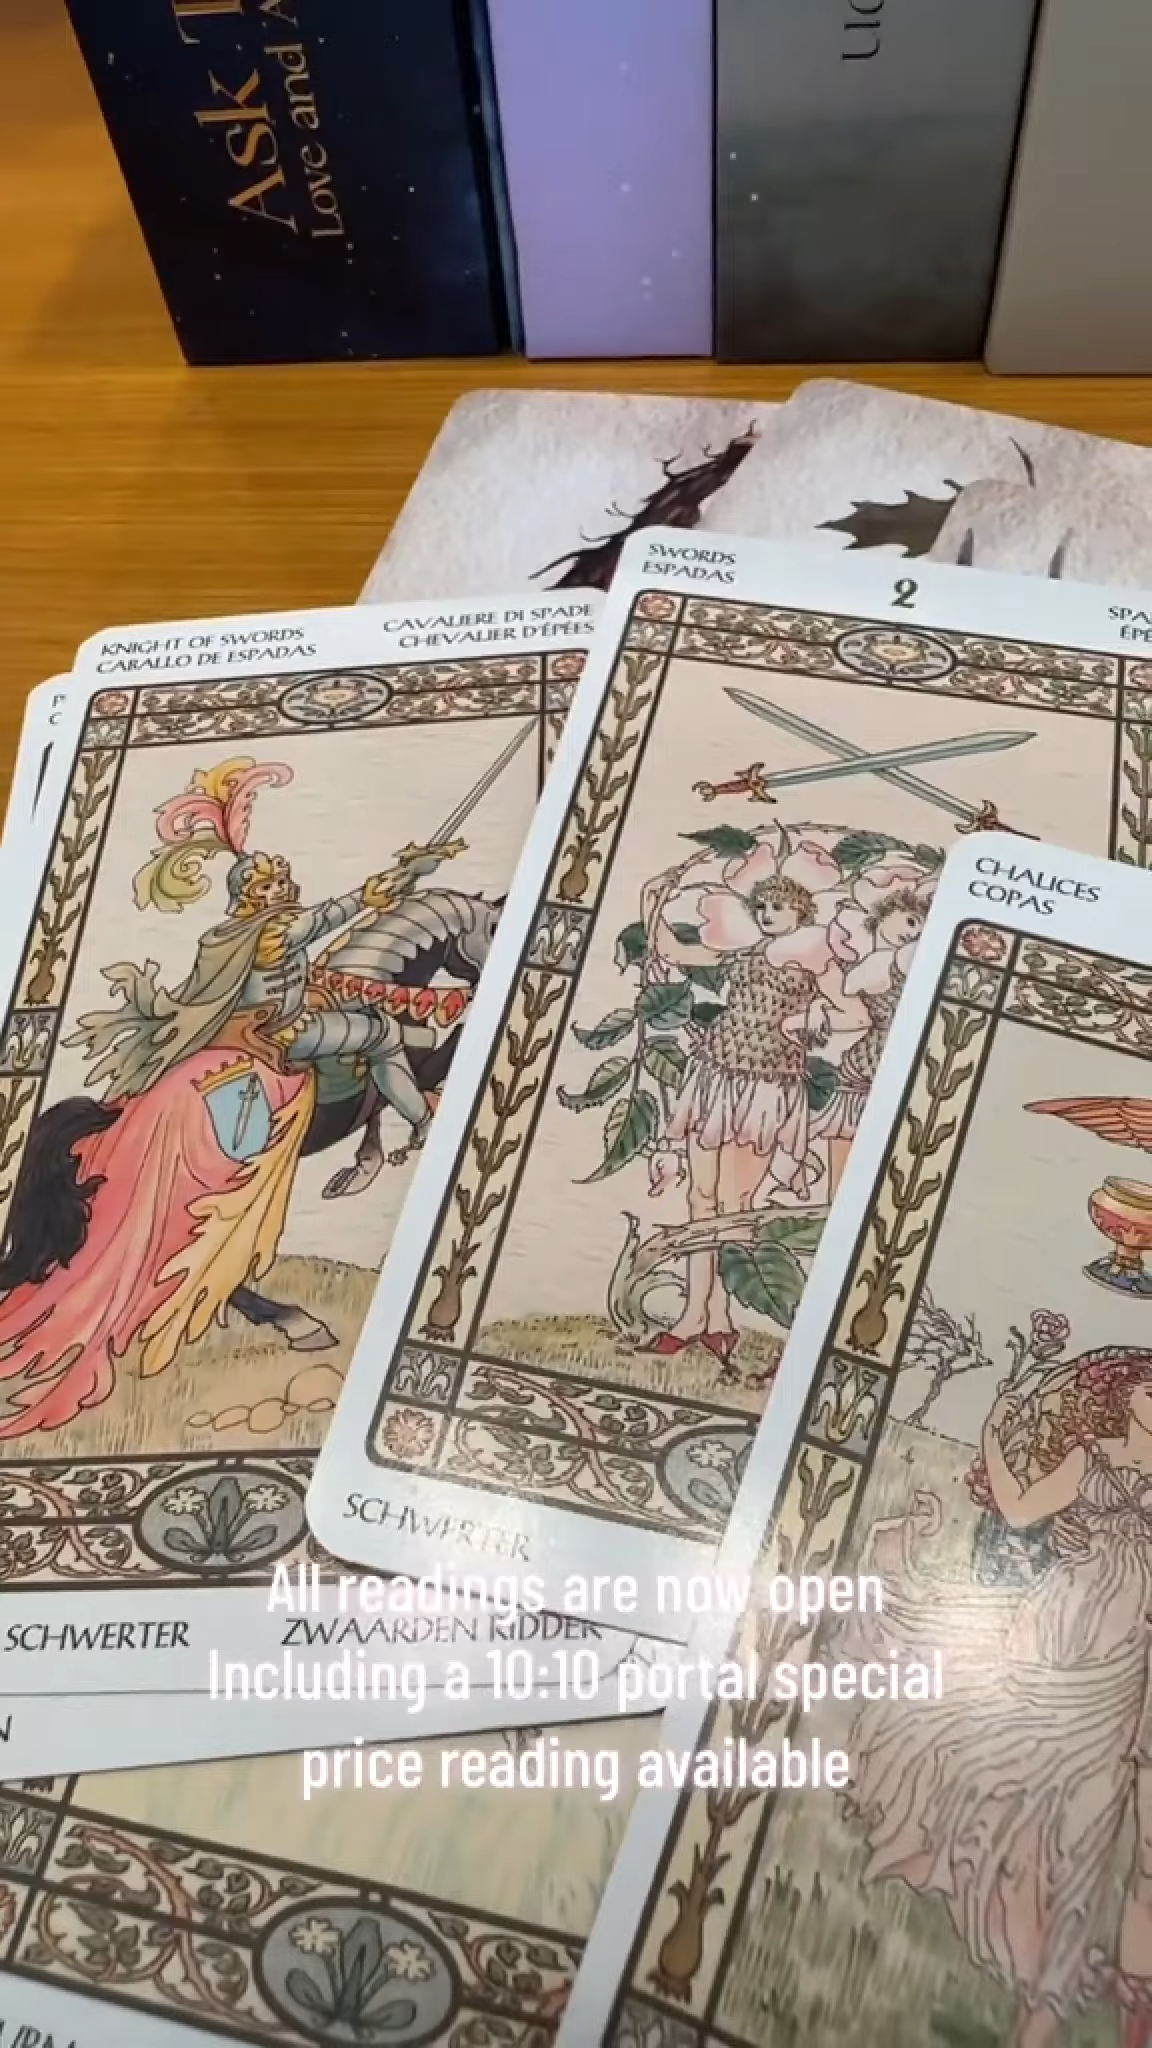 Ask
Love and
KNIGHT OF SWORDS
CABALLO DE ESPADAS
CAVALIERE DI SPADE
CHEVALIER D'ÉPÉES
SWORDS
ESPADAS
2
CHALICES
COPAS
SCHWERTER
SCHWERTER
ZWAARDEN RIDDER
All readings are now open
Including a 10:10 portal special
price reading available